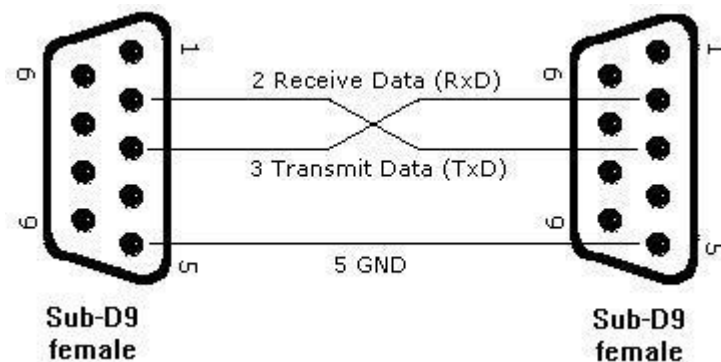 1
6
2 Receive Data (RxD)
3 Transmit Data (TxD)
9
5
5 GND
Sub-D9
female
1
6
9
5
Sub-D9
female